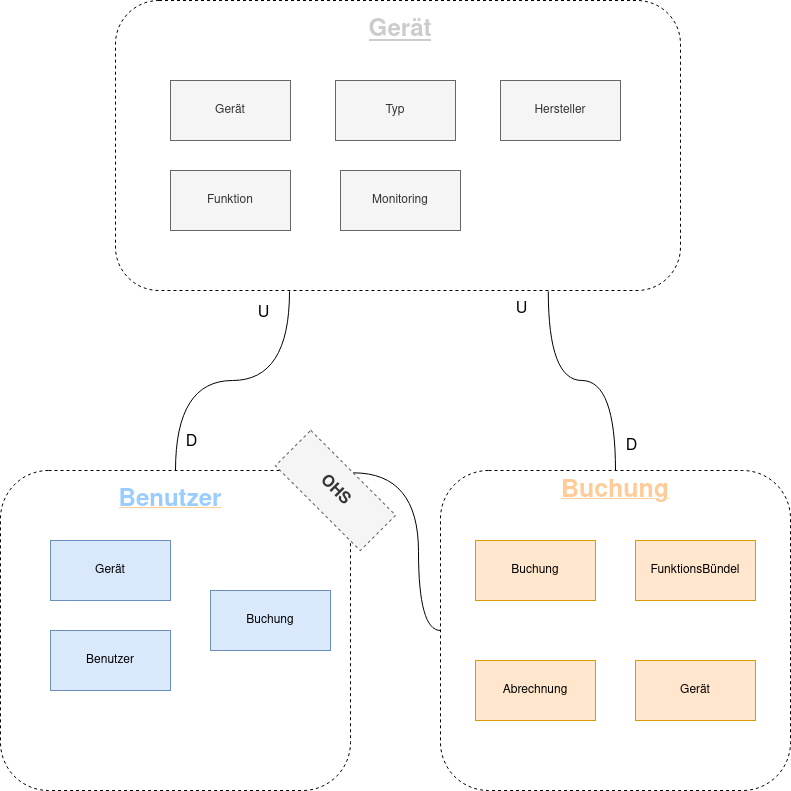 Gerät
Gerät
Typ
Hersteller
Funktion
Monitoring
U
U
D
D
OHS
Benutzer
Gerät
Buchung
Benutzer
Buchung
Buchung
FunktionsBündel
Abrechnung
Gerät